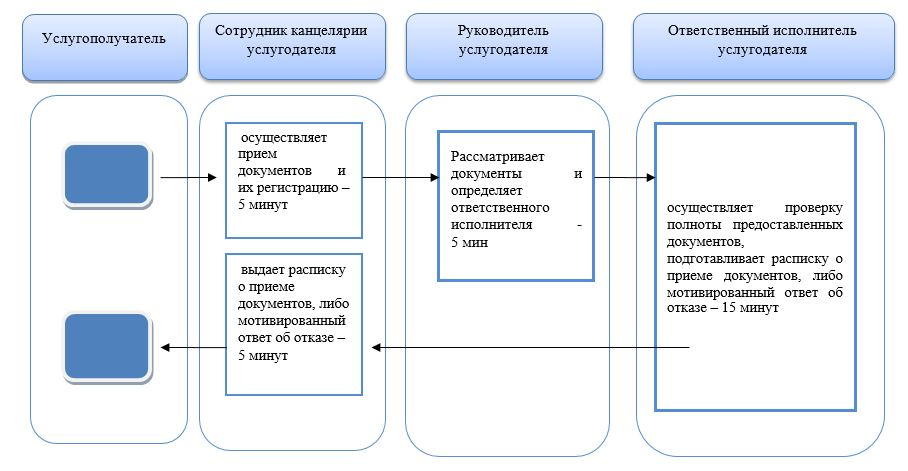 Услугополучатель
Сотрудник канцелярии
услугодателя
Руководитель
услугодателя
Ответственный исполнитель
услугодателя
осуществляет
прием
документов и
их регистрацию –
5 минут
Рассматривает
документы и
определяет
ответственного
исполнителя -
5 мин
осуществляет проверку
полноты предоставленных
документов,
подготавливает расписку о
приеме документов, либо
мотивированный ответ об
отказе – 15 минут
выдает расписку
о приеме
документов, либо
мотивированный
ответ об отказе –
5 минут